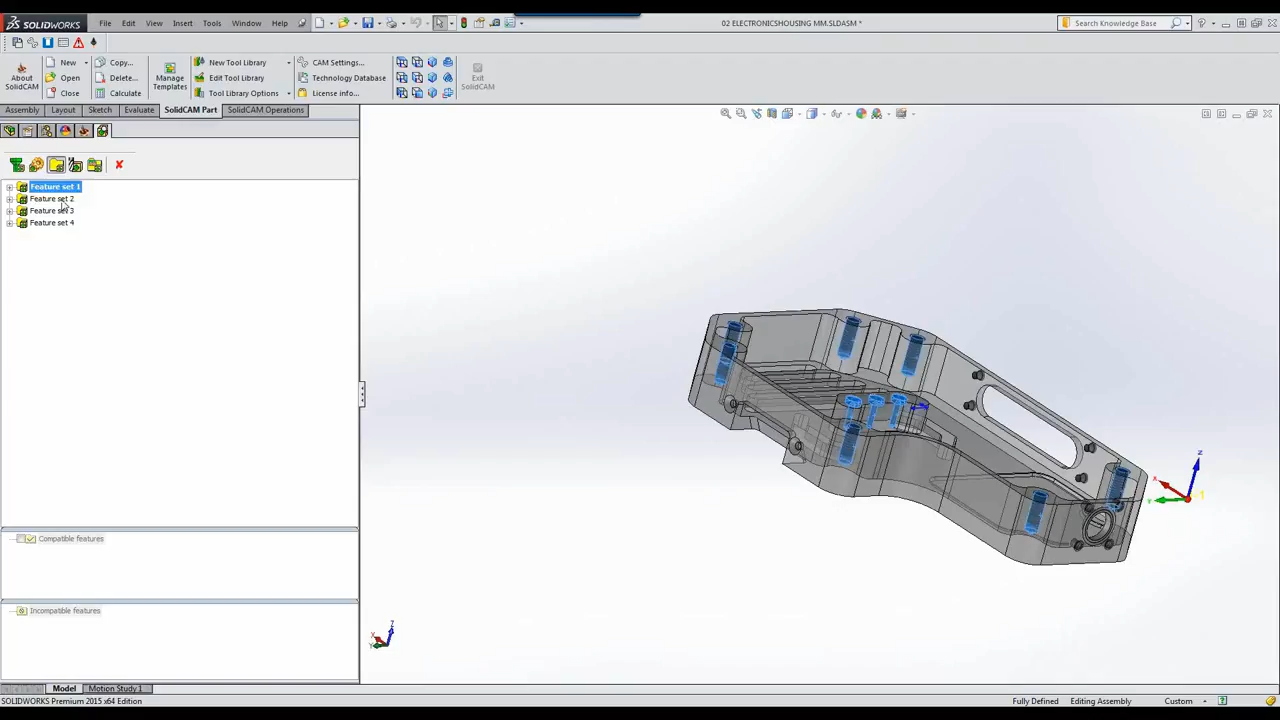 SOLIDWORKS File Edit View Insert Tools Window Help 02 ELECTRONICSHOUSING MM.SLDASM * Search Knowledge Base
About SolidCAM
New
Open
Close
Copy...
Delete...
Calculate
Manage Templates
New Tool Library
Edit Tool Library
Tool Library Options
CAM Settings...
Technology Database
License info...
Exit SolidCAM
Assembly Layout Sketch Evaluate SolidCAM Part SolidCAM Operations
Feature set 1
Feature set 2
Feature set 3
Feature set 4
Compatible features
Incompatible features
Z
X
Y
Z
X
Y
Model Motion Study 1
SOLIDWORKS Premium 2015 x64 Edition Fully Defined Editing Assembly Custom